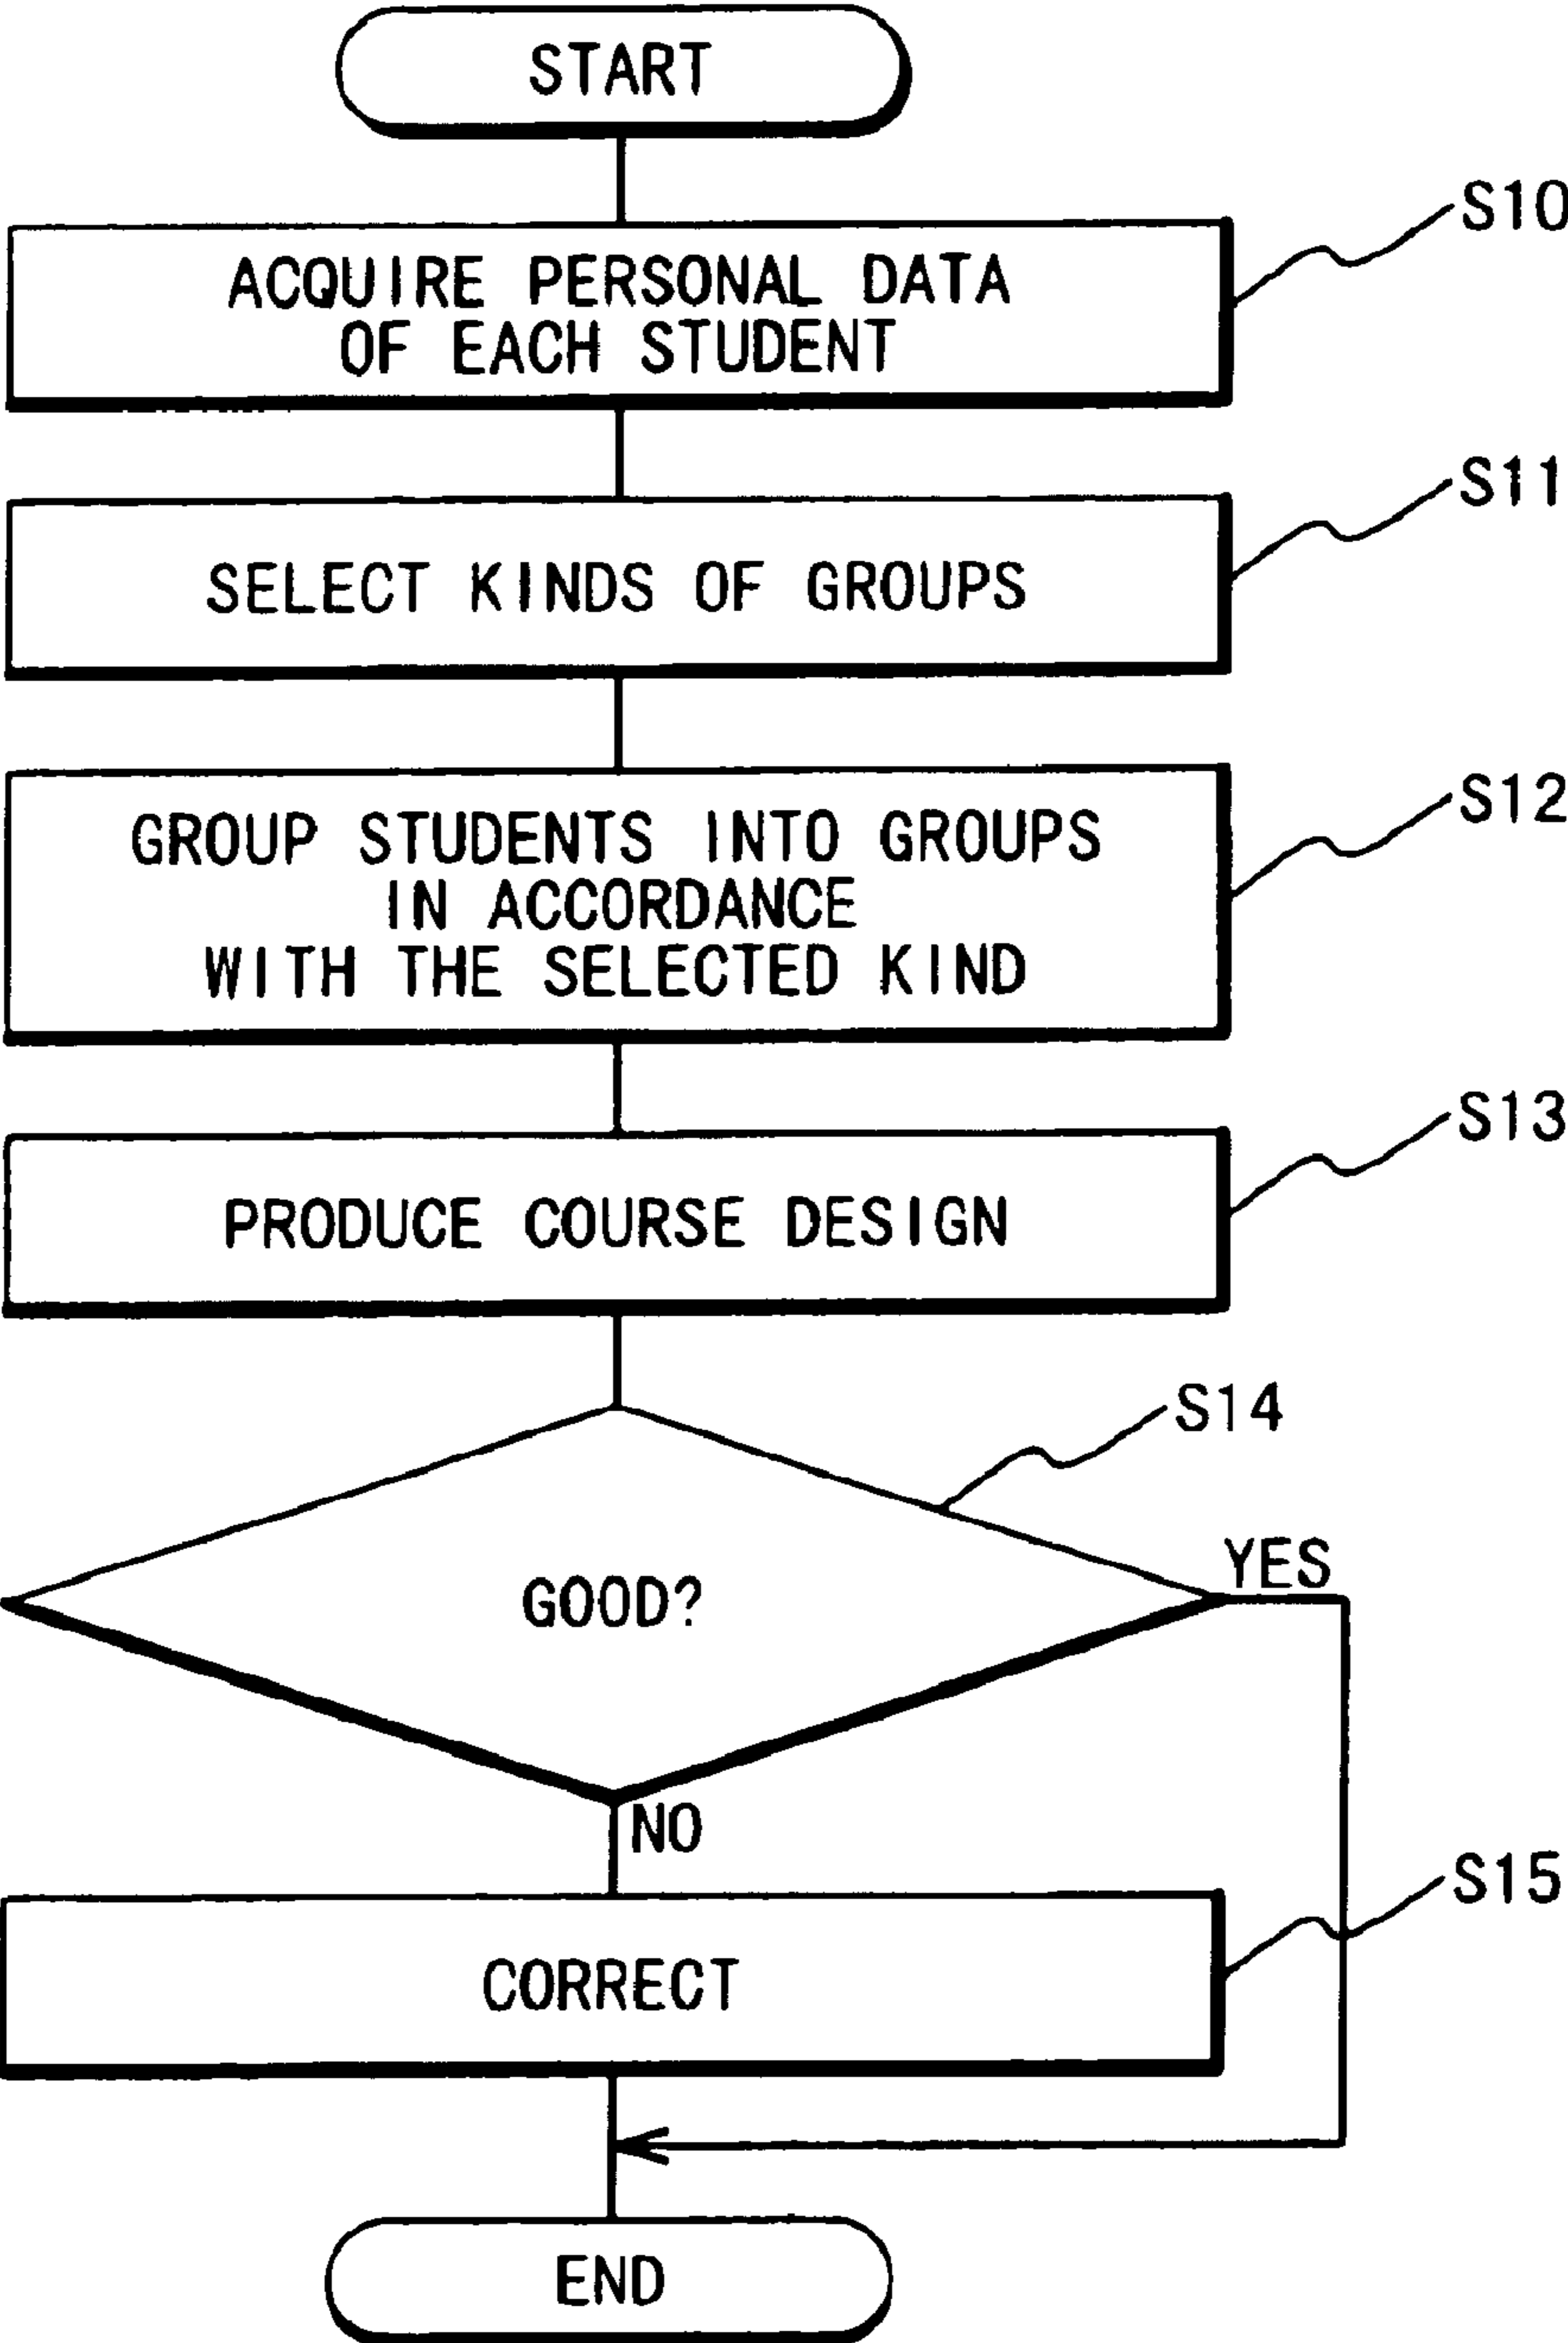 START
S10
ACQUIRE PERSONAL DATA
OF EACH STUDENT
S11
SELECT KINDS OF GROUPS
S12
GROUP STUDENTS INTO GROUPS
IN ACCORDANCE
WITH THE SELECTED KIND
S13
PRODUCE COURSE DESIGN
S14
GOOD?
YES
NO
S15
CORRECT
END